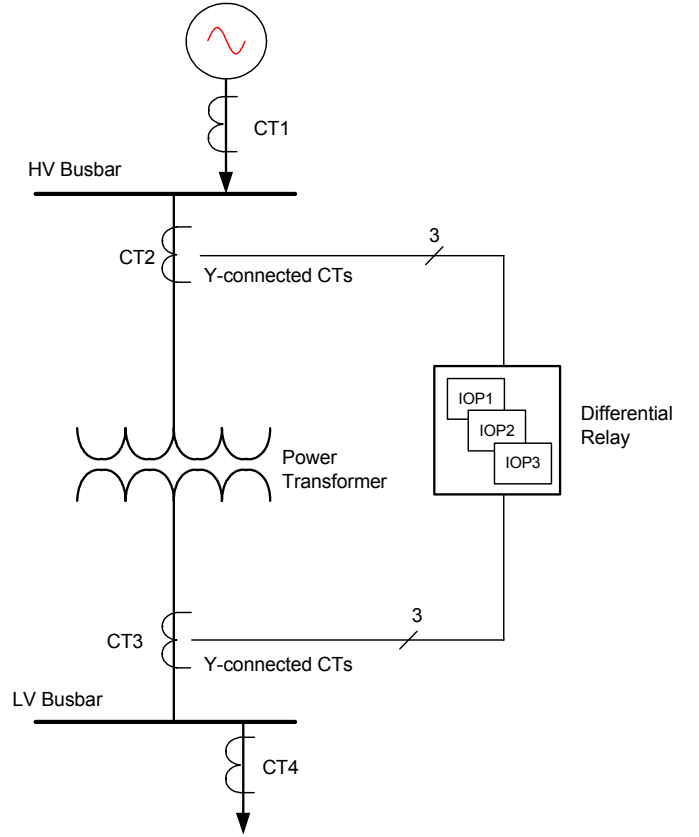 CT1
HV Busbar
CT2
3
Y-connected CTs
IOP1
IOP2
IOP3
Differential
Relay
Power
Transformer
3
CT3
Y-connected CTs
LV Busbar
CT4